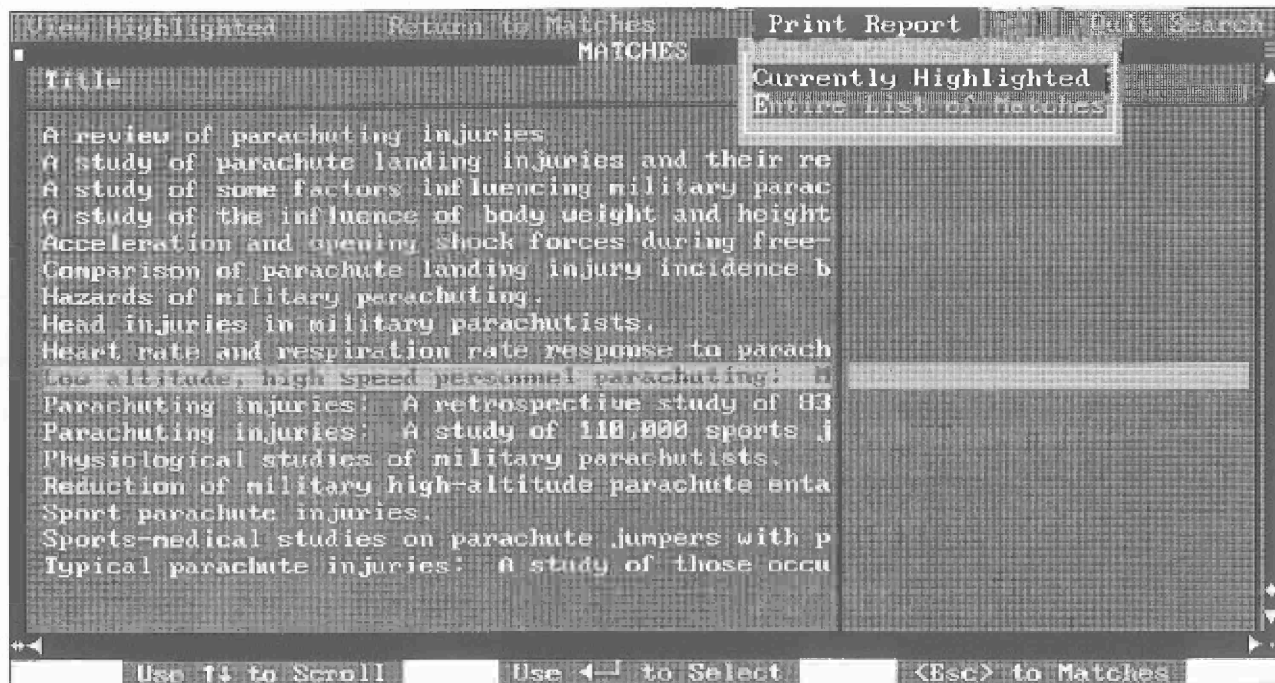 View Highlighted Return to Matches Print Report Search
MATCHES
Title
Currently Highlighted
Entire List of Matches
A review of parachuting injuries
A study of parachute landing injuries and their re
A study of some factors influencing military parac
A study of the influence of body weight and height
Acceleration and opening shock forces during free-
Comparison of parachute landing injury incidence b
Hazards of military parachuting.
Head injuries in military parachutists.
Heart rate and respiration rate response to parach
Low altitude, high speed personnel parachuting: M
Parachuting injuries: A retrospective study of 83
Parachuting injuries: A study of 110,000 sports j
Physiological studies of military parachutists.
Reduction of military high-altitude parachute enta
Sport parachute injuries.
Sports-medical studies on parachute jumpers with p
Typical parachute injuries: A study of those occu
Use ↑↓ to Scroll Use ◄┘ to Select <Esc> to Matches